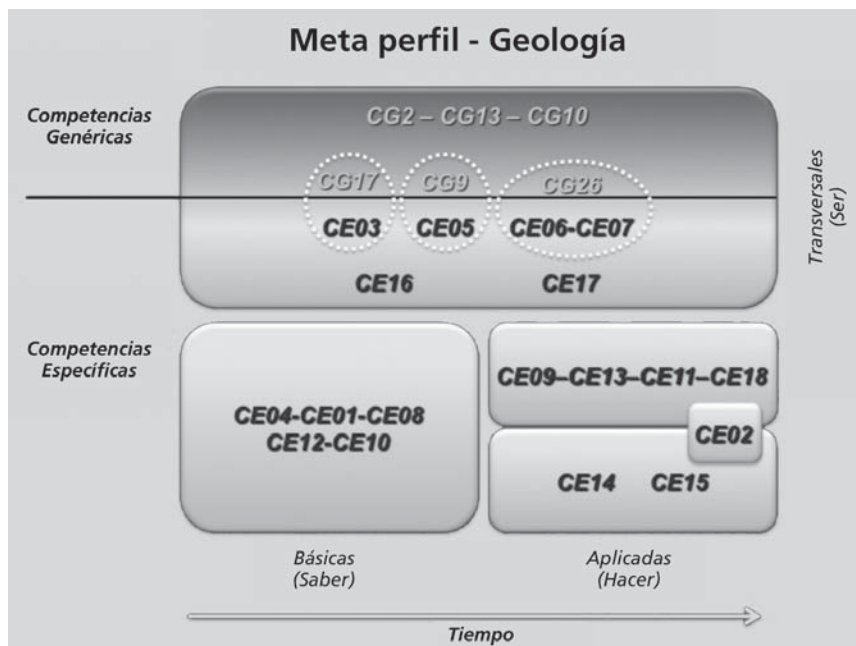 Meta perfil - Geología
Competencias
Genéricas
CG2 – CG13 – CG10
CG17 CG9 CG26
CE03 CE05 CE06-CE07
CE16 CE17
Transversales
(Ser)
Competencias
Específicas
CE04-CE01-CE08
CE12-CE10
CE09–CE13–CE11–CE18
CE02
CE14 CE15
Básicas
(Saber)
Aplicadas
(Hacer)
Tiempo